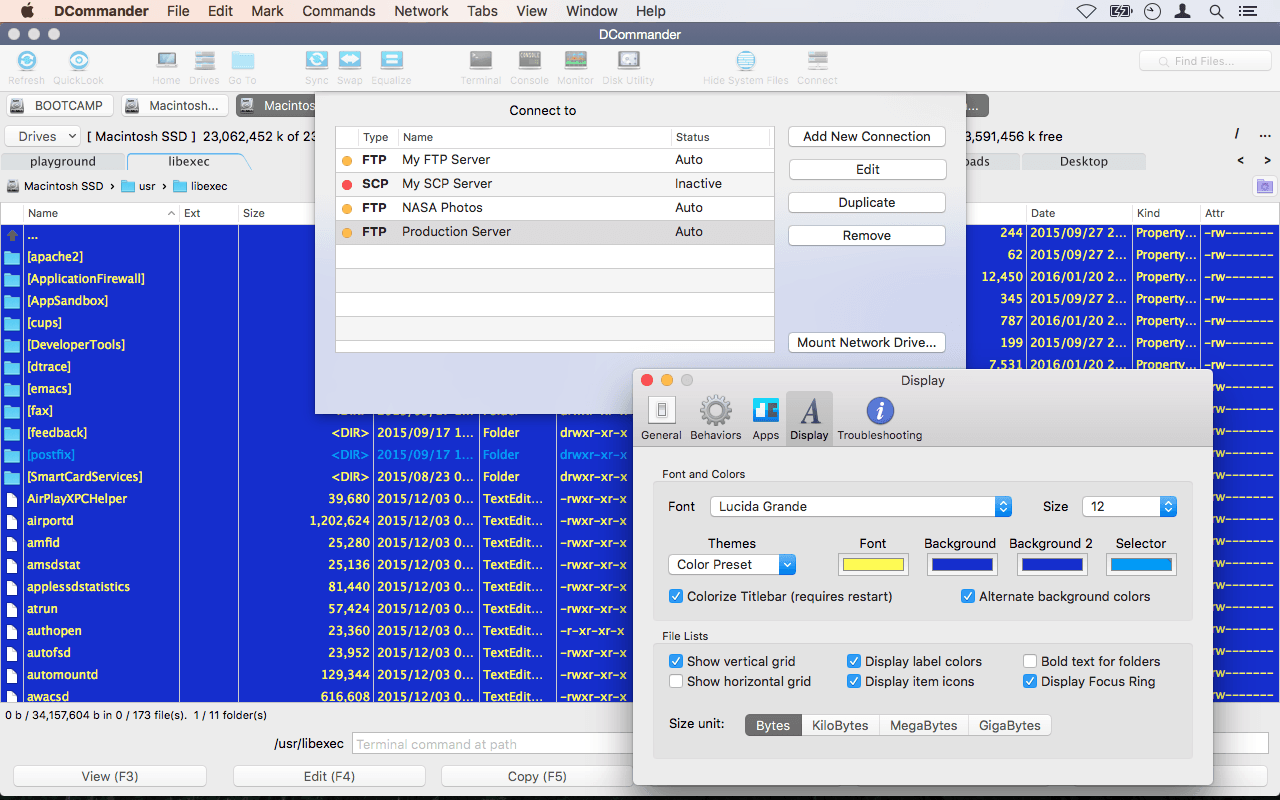 DCommander File Edit Mark Commands Network Tabs View Window Help
DCommander
Refresh QuickLook Home Drives Go To Sync Swap Equalize Terminal Console Monitor Disk Utility Hide System Files Connect Find Files...
BOOTCAMP Macintosh... Macintos
Drives [ Macintosh SSD ] 23,062,452 k of 23 3,591,456 k free / ...
playground libexec oads Desktop < >
Macintosh SSD › usr › libexec
Name Ext Size Date Kind Attr
Connect to
Type Name Status
FTP My FTP Server Auto
SCP My SCP Server Inactive
FTP NASA Photos Auto
FTP Production Server Auto
Add New Connection
Edit
Duplicate
Remove
Mount Network Drive...
...
[apache2]
[ApplicationFirewall]
[AppSandbox]
[cups]
[DeveloperTools]
[dtrace]
[emacs]
[fax]
[feedback] <DIR> 2015/09/17 1... Folder drwxr-xr-x
[postfix] <DIR> 2015/09/17 1... Folder drwxr-xr-x
[SmartCardServices] <DIR> 2015/08/23 0... Folder drwxr-xr-x
AirPlayXPCHelper 39,680 2015/12/03 0... TextEdit... -rwxr-xr-x
airportd 1,202,624 2015/12/03 0... TextEdit... -rwxr-xr-x
amfid 25,280 2015/12/03 0... TextEdit... -rwxr-xr-x
amsdstat 25,136 2015/12/03 0... TextEdit... -rwxr-xr-x
applessdstatistics 81,440 2015/12/03 0... TextEdit... -rwxr-xr-x
atrun 57,424 2015/12/03 0... TextEdit... -rwxr-xr-x
authopen 23,360 2015/12/03 0... TextEdit... -r-xr-xr-x
autofsd 23,952 2015/12/03 0... TextEdit... -rwxr-xr-x
automountd 129,344 2015/12/03 0... TextEdit... -rwxr-xr-x
awacsd 616,608 2015/12/03 0... TextEdit... -rwxr-xr-x
244 2015/09/27 2... Property... -rw-------
62 2015/09/27 2... Property... -rw-------
12,450 2016/01/20 2... Property... -rw-------
345 2015/09/27 2... Property... -rw-------
787 2016/01/20 2... Property... -rw-------
199 2015/09/27 2... Property... -rw-------
7,531 2016/01/20 2... Property... -rw-------
Display
General Behaviors Apps Display Troubleshooting
Font and Colors
Font Lucida Grande Size 12
Themes Font Background Background 2 Selector
Color Preset
Colorize Titlebar (requires restart) Alternate background colors
File Lists
Show vertical grid Display label colors Bold text for folders
Show horizontal grid Display item icons Display Focus Ring
Size unit: Bytes KiloBytes MegaBytes GigaBytes
0 b / 34,157,604 b in 0 / 173 file(s). 1 / 11 folder(s)
/usr/libexec Terminal command at path
View (F3) Edit (F4) Copy (F5)